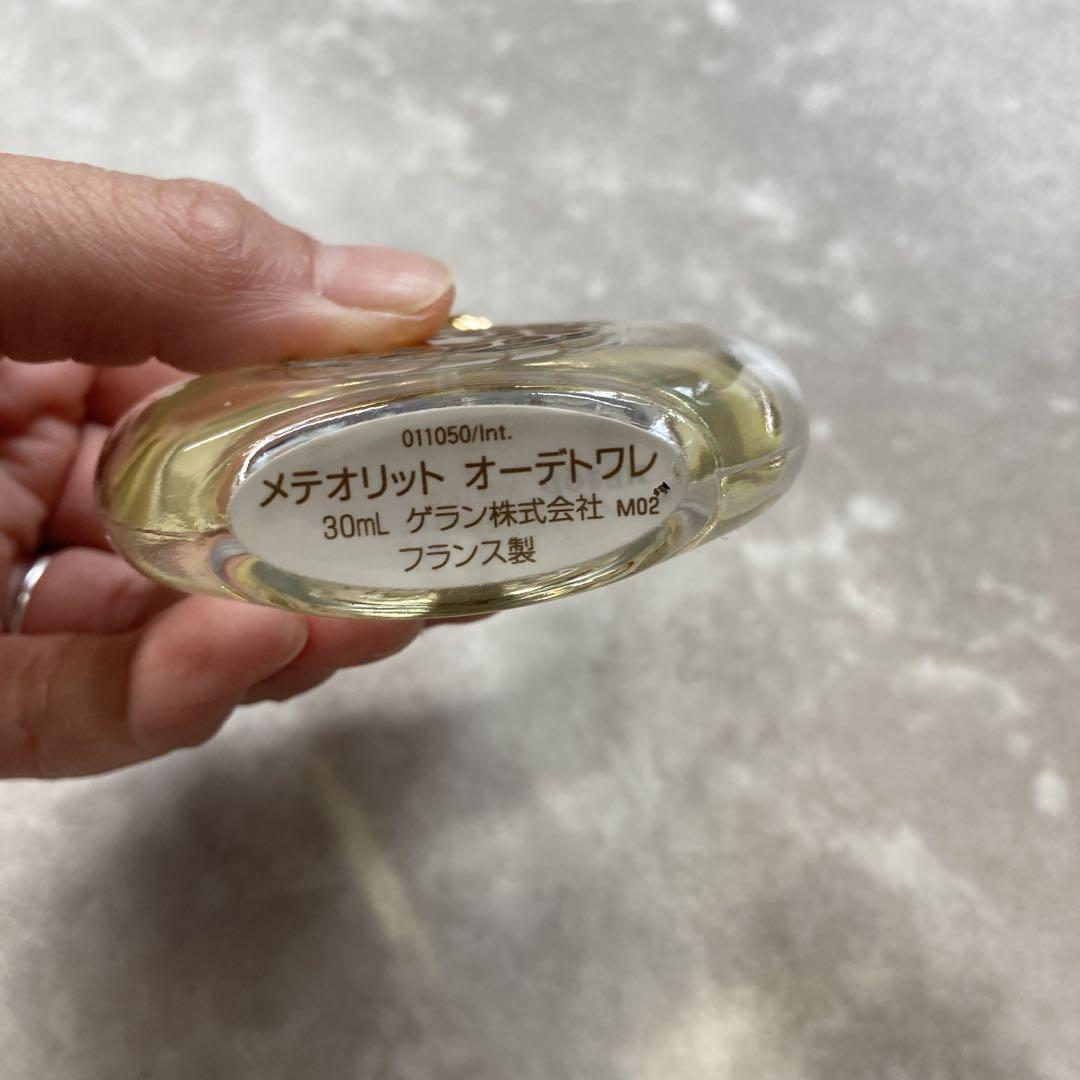 011050/Int.
メテオリット オーデトワレ
30mL ゲラン株式会社 M02
フランス製